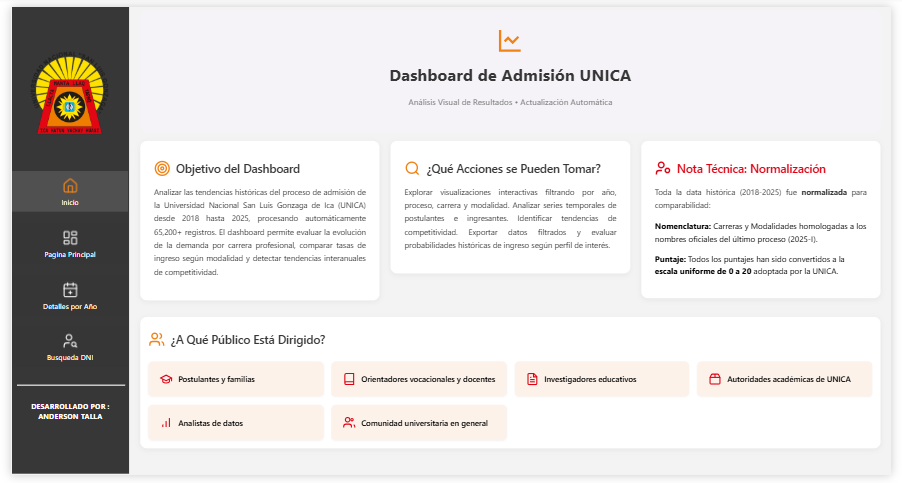 Inicio
Pagina Principal
Detalles por Año
Busqueda DNI
DESARROLLADO POR :
ANDERSON TALLA
Dashboard de Admisión UNICA
Análisis Visual de Resultados • Actualización Automática
Objetivo del Dashboard
Analizar las tendencias históricas del proceso de admisión de
la Universidad Nacional San Luis Gonzaga de Ica (UNICA)
desde 2018 hasta 2025, procesando automáticamente
65,200+ registros. El dashboard permite evaluar la evolución
de la demanda por carrera profesional, comparar tasas de
ingreso según modalidad y detectar tendencias interanuales
de competitividad.
¿Qué Acciones se Pueden Tomar?
Explorar visualizaciones interactivas filtrando por año,
proceso, carrera y modalidad. Analizar series temporales de
postulantes e ingresantes. Identificar tendencias de
competitividad. Exportar datos filtrados y evaluar
probabilidades históricas de ingreso según perfil de interés.
Nota Técnica: Normalización
Toda la data histórica (2018-2025) fue normalizada para
comparabilidad:
Nomenclatura: Carreras y Modalidades homologadas a los
nombres oficiales del último proceso (2025-I).
Puntaje: Todos los puntajes han sido convertidos a la
escala uniforme de 0 a 20 adoptada por la UNICA.
¿A Qué Público Está Dirigido?
Postulantes y familias
Orientadores vocacionales y docentes
Investigadores educativos
Autoridades académicas de UNICA
Analistas de datos
Comunidad universitaria en general